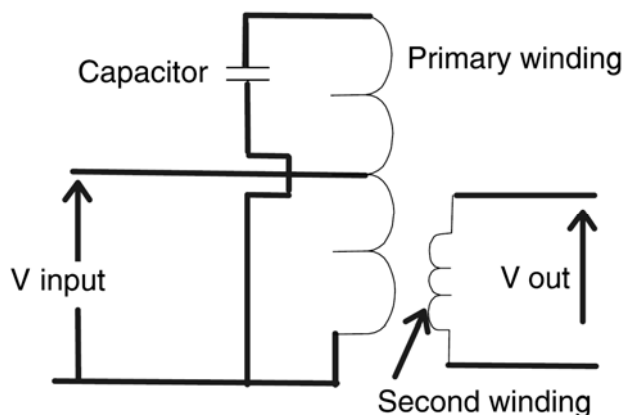 Primary winding
Capacitor
V input
V out
Second winding